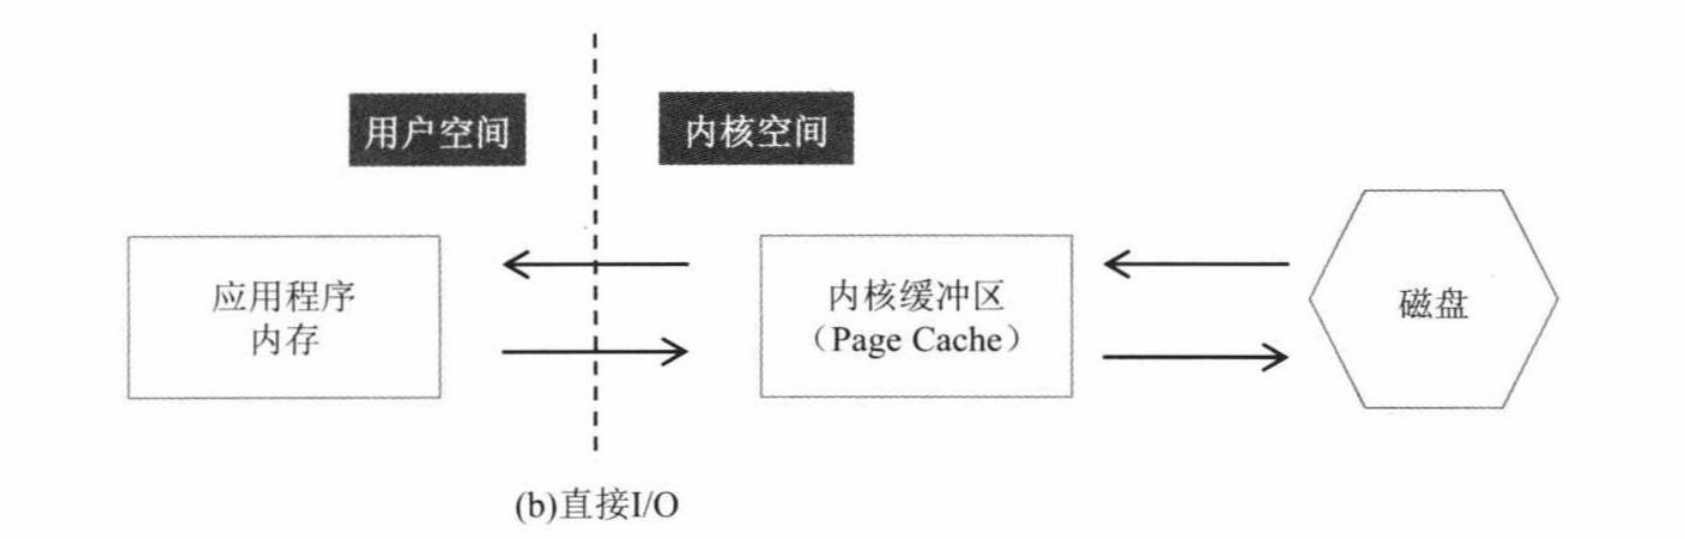 用户空间
内核空间
应用程序
内存
内核缓冲区
（Page Cache）
磁盘
(b)直接I/O